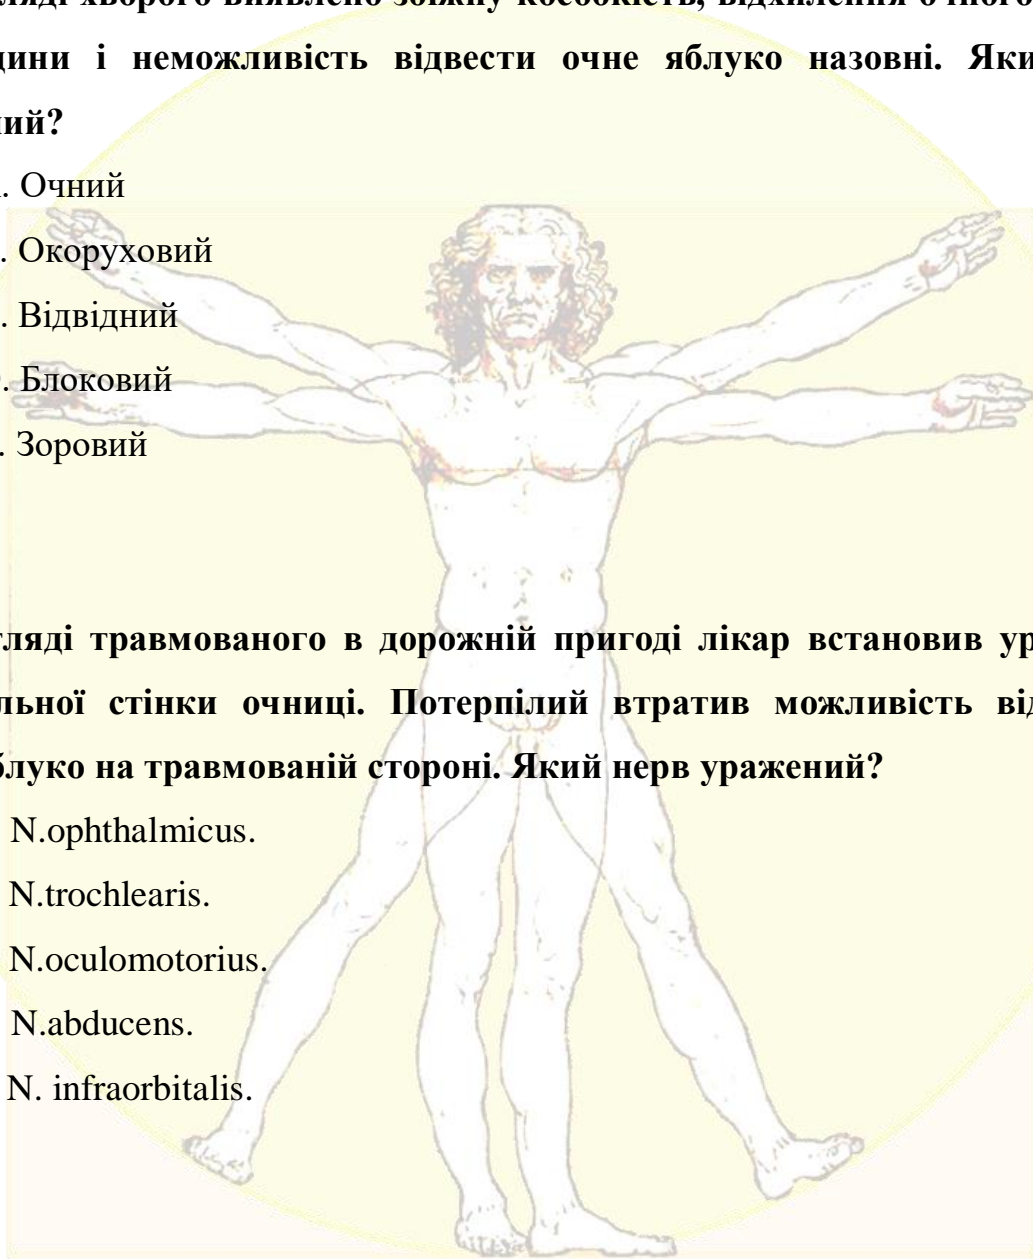 ляді хворого виявлено збіжну косоокість, відхилення очного
дини і неможливість відвести очне яблуко назовні. Яки
ний?
. Очний
. Окоруховий
. Відвідний
. Блоковий
. Зоровий
гляді травмованого в дорожній пригоді лікар встановив ур
льної стінки очниці. Потерпілий втратив можливість від
блуко на травмованій стороні. Який нерв уражений?
N.ophthalmicus.
N.trochlearis.
N.oculomotorius.
N.abducens.
N. infraorbitalis.